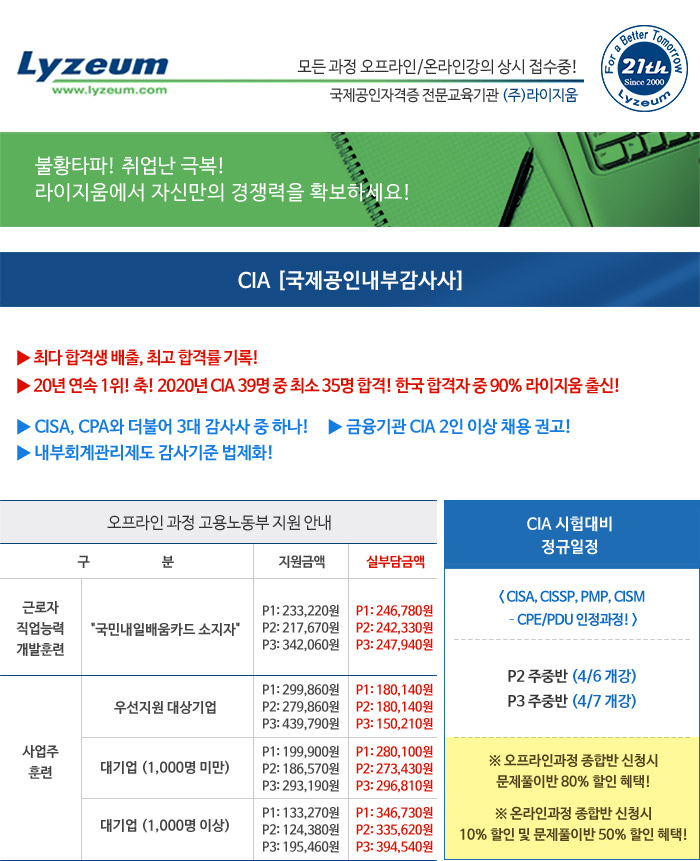 Lyzeum
www.lyzeum.com
모든 과정 오프라인/온라인강의 상시 접수중!
국제공인자격증 전문교육기관 (주)라이지움
For a Better Tomorrow
21th
Since 2000
Lyzeum
불황타파! 취업난 극복!
라이지움에서 자신만의 경쟁력을 확보하세요!
CIA [국제공인내부감사사]
▶ 최다 합격생 배출, 최고 합격률 기록!
▶ 20년 연속 1위! 축! 2020년 CIA 39명 중 최소 35명 합격! 한국 합격자 중 90% 라이지움 출신!
▶ CISA, CPA와 더불어 3대 감사사 중 하나! ▶ 금융기관 CIA 2인 이상 채용 권고!
▶ 내부회계관리제도 감사기준 법제화!
오프라인 과정 고용노동부 지원 안내
구 분 지원금액 실부담금액
근로자
직업능력
개발훈련
"국민내일배움카드 소지자"
P1: 233,220원 P1: 246,780원
P2: 217,670원 P2: 242,330원
P3: 342,060원 P3: 247,940원
사업주
훈련
우선지원 대상기업
P1: 299,860원 P1: 180,140원
P2: 279,860원 P2: 180,140원
P3: 439,790원 P3: 150,210원
대기업 (1,000명 미만)
P1: 199,900원 P1: 280,100원
P2: 186,570원 P2: 273,430원
P3: 293,190원 P3: 296,810원
대기업 (1,000명 이상)
P1: 133,270원 P1: 346,730원
P2: 124,380원 P2: 335,620원
P3: 195,460원 P3: 394,540원
CIA 시험대비
정규일정
< CISA, CISSP, PMP, CISM
- CPE/PDU 인정과정! >
P2 주중반 (4/6 개강)
P3 주중반 (4/7 개강)
※ 오프라인과정 종합반 신청시
문제풀이반 80% 할인 혜택!
※ 온라인과정 종합반 신청시
10% 할인 및 문제풀이반 50% 할인 혜택!